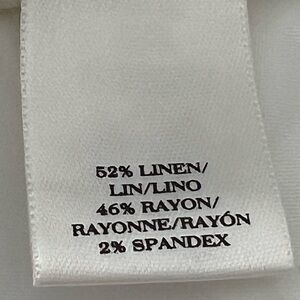 52% LINEN/
LIN/LINO
46% RAYON/
RAYONNE/RAYÓN
2% SPANDEX